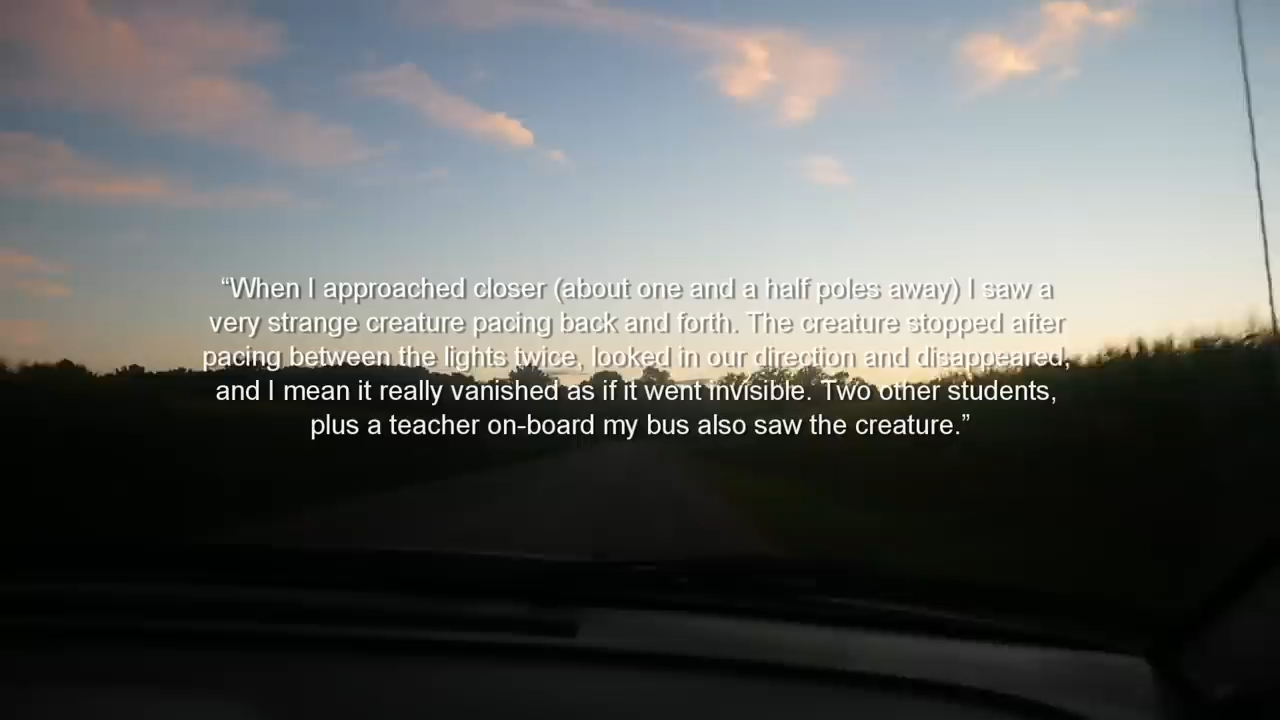 “When I approached closer (about one and a half poles away) I saw a
very strange creature pacing back and forth. The creature stopped after
pacing between the lights twice, looked in our direction and disappeared,
and I mean it really vanished as if it went invisible. Two other students,
plus a teacher on-board my bus also saw the creature.”